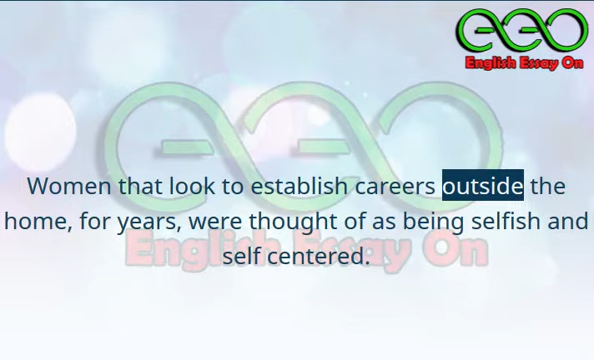 EEO
English Essay On
Women that look to establish careers outside the
home, for years, were thought of as being selfish and
self centered.
EEO
English Essay On